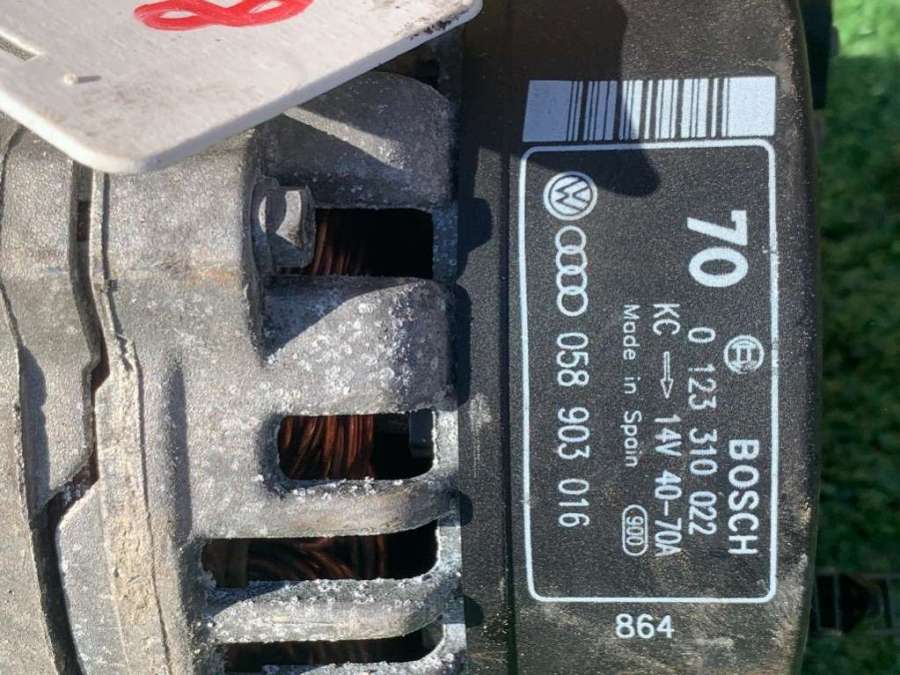 70 BOSCH
0 123 310 022
KC → 14V 40-70A
Made in Spain 900
058 903 016
864